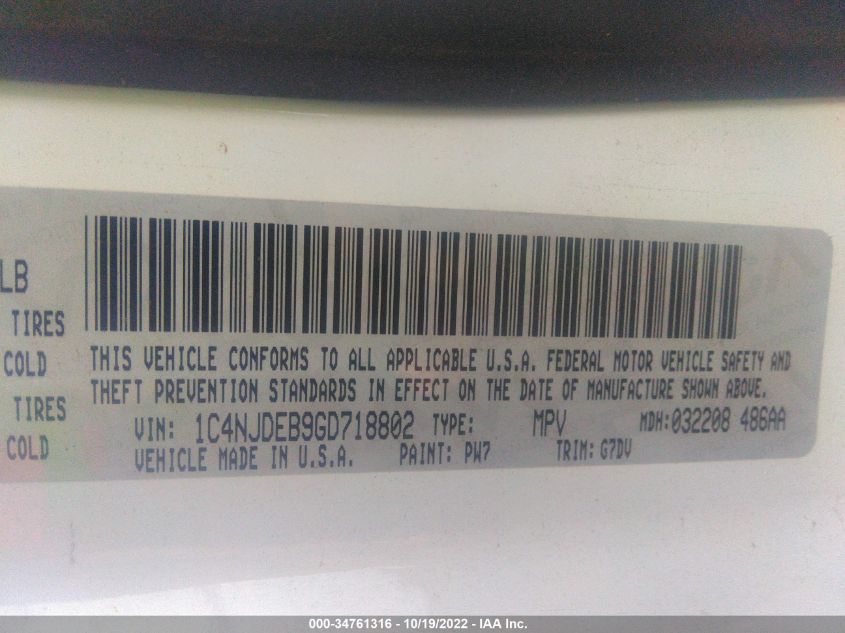 LB
TIRES
COLD
TIRES
COLD
THIS VEHICLE CONFORMS TO ALL APPLICABLE U.S.A. FEDERAL MOTOR VEHICLE SAFETY AND
THEFT PREVENTION STANDARDS IN EFFECT ON THE DATE OF MANUFACTURE SHOWN ABOVE.
VIN: 1C4NJDEB9GD718802 TYPE: MPV MDH:032208 486AA
VEHICLE MADE IN U.S.A. PAINT: PW7 TRIM: G7DV
000-34761316 - 10/19/2022 - IAA Inc.